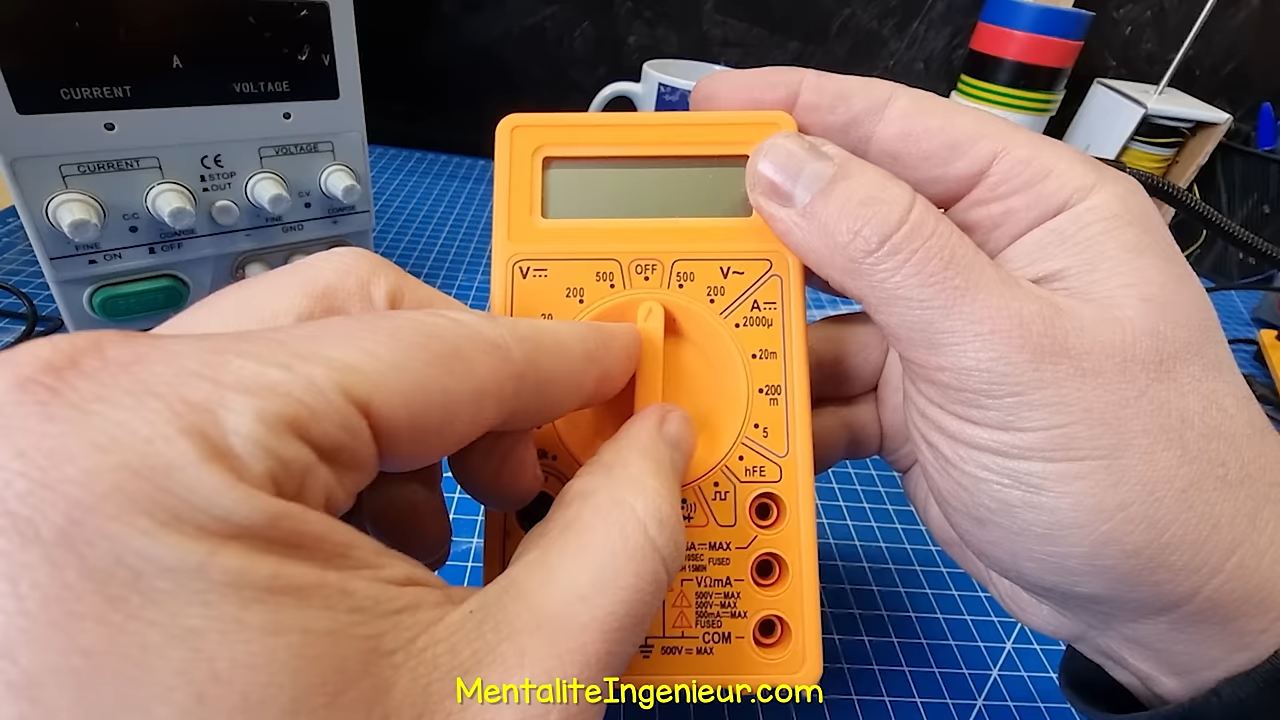 A
V
CURRENT
VOLTAGE
CURRENT
CE
STOP
OUT
VOLTAGE
FINE
C.C
COARSE
FINE
C.V.
COARSE
ON
OFF
GND
V
500
OFF
500
V~
200
200
A
2000µ
20m
200
m
5
hFE
MAX
FUSED
15MIN
VΩmA
500V⎓MAX
500V~MAX
500mA⎓MAX
FUSED
COM
500V⎓ MAX
MentaliteIngenieur.com